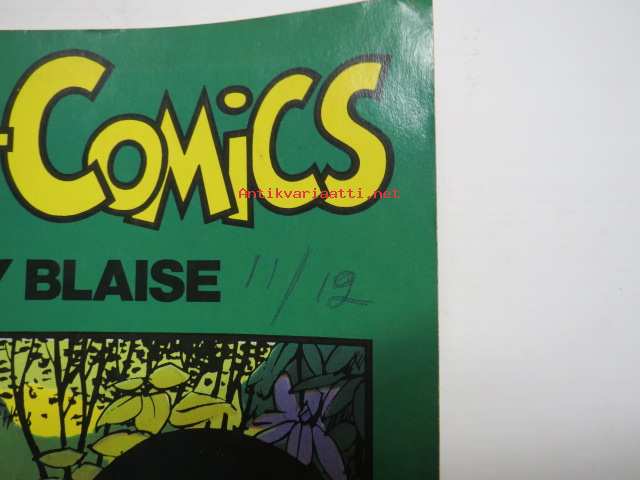 -COMICS
Antikvariaatti.net
Y BLAISE 11/12